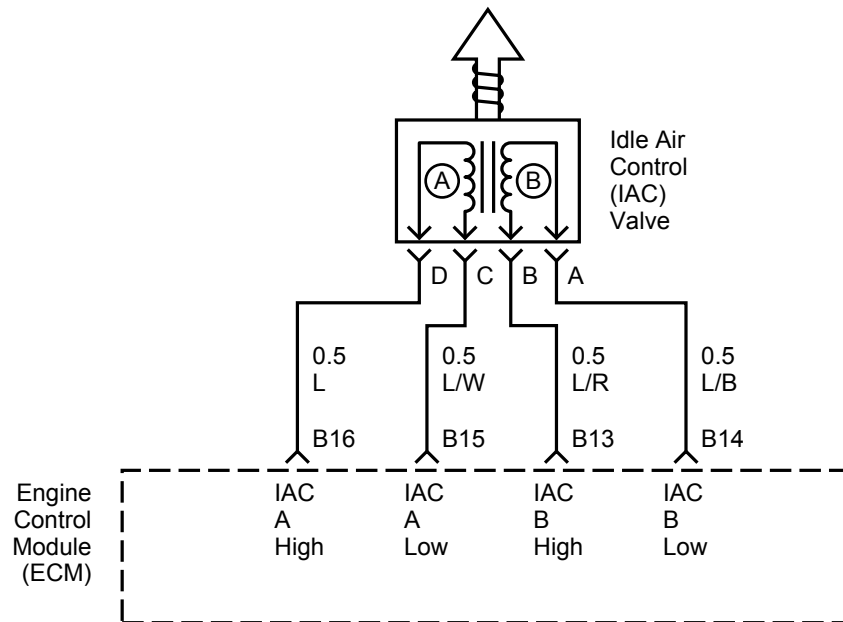 Idle Air
Control
(IAC)
Valve
A
B
D
C
B
A
0.5
L
0.5
L/W
0.5
L/R
0.5
L/B
B16
B15
B13
B14
Engine
Control
Module
(ECM)
IAC
A
High
IAC
A
Low
IAC
B
High
IAC
B
Low